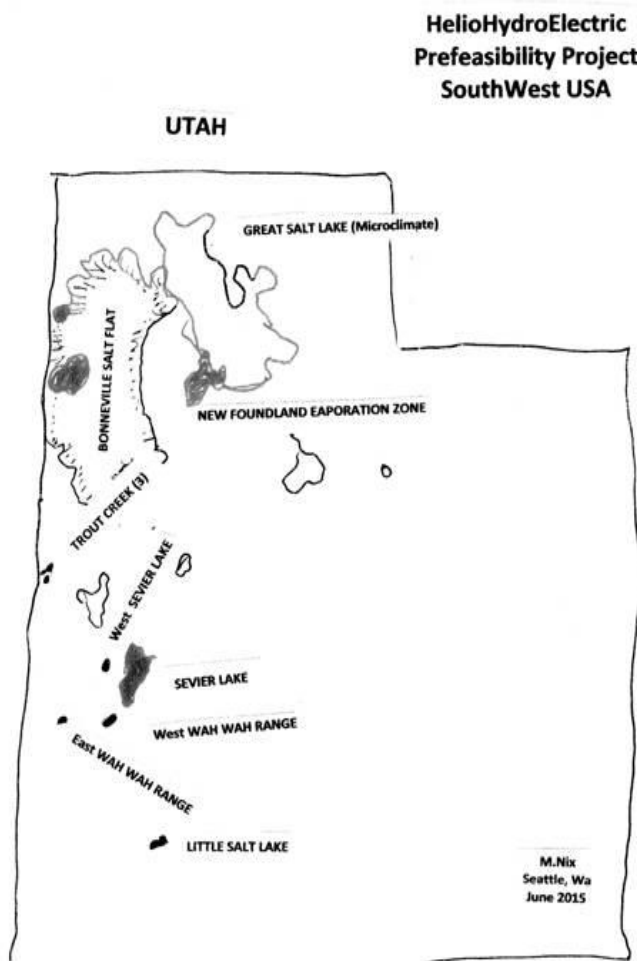 HelioHydroElectric
Prefeasibility Project
SouthWest USA
UTAH
GREAT SALT LAKE (Microclimate)
BONNEVILLE SALT FLAT
NEW FOUNDLAND EAPORATION ZONE
TROUT CREEK (3)
West SEVIER LAKE
SEVIER LAKE
West WAH WAH RANGE
East WAH WAH RANGE
LITTLE SALT LAKE
M.Nix
Seattle, Wa
June 2015